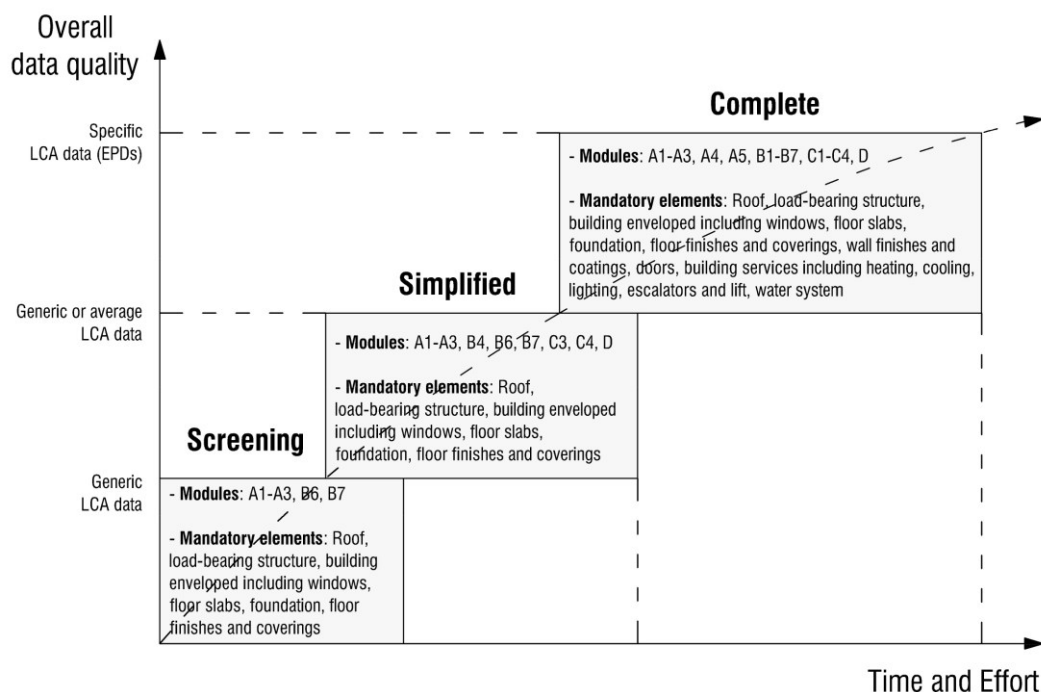 Overall
data quality
Complete
Specific
LCA data (EPDs)
- Modules: A1-A3, A4, A5, B1-B7, C1-C4, D
- Mandatory elements: Roof, load-bearing structure,
building enveloped including windows, floor slabs,
foundation, floor finishes and coverings, wall finishes and
coatings, doors, building services including heating, cooling,
lighting, escalators and lift, water system
Simplified
Generic or average
LCA data
- Modules: A1-A3, B4, B6, B7, C3, C4, D
- Mandatory elements: Roof,
load-bearing structure, building enveloped
including windows, floor slabs,
foundation, floor finishes and coverings
Screening
Generic
LCA data
- Modules: A1-A3, B6, B7
- Mandatory elements: Roof,
load-bearing structure, building
enveloped including windows,
floor slabs, foundation, floor
finishes and coverings
Time and Effort